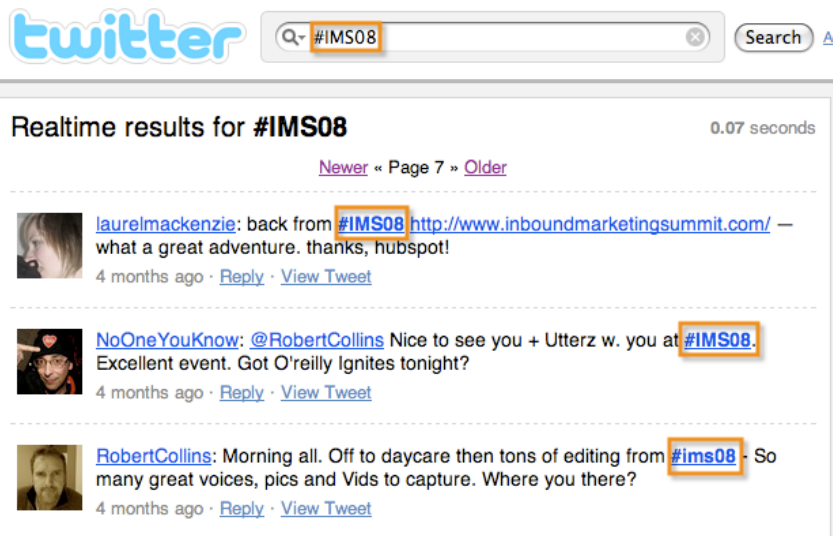 twitter
#IMS08
Search
A
Realtime results for #IMS08
0.07 seconds
Newer « Page 7 » Older
laurelmackenzie: back from #IMS08 http://www.inboundmarketingsummit.com/ —
what a great adventure. thanks, hubspot!
4 months ago · Reply · View Tweet
NoOneYouKnow: @RobertCollins Nice to see you + Utterz w. you at #IMS08.
Excellent event. Got O'reilly Ignites tonight?
4 months ago · Reply · View Tweet
RobertCollins: Morning all. Off to daycare then tons of editing from #ims08 - So
many great voices, pics and Vids to capture. Where you there?
4 months ago · Reply · View Tweet